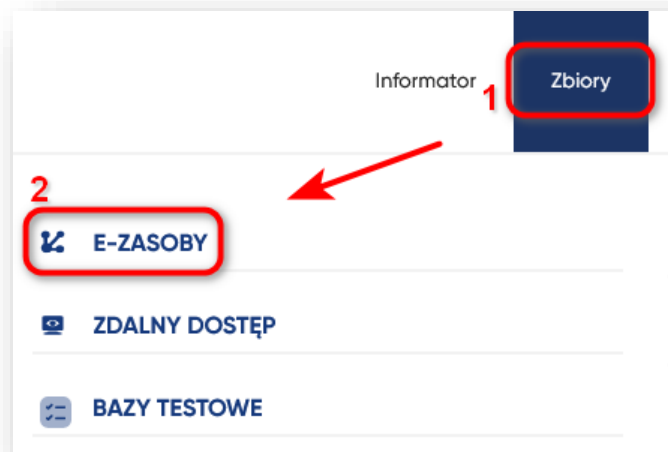 Informator 1 Zbiory
2
E-ZASOBY
ZDALNY DOSTĘP
BAZY TESTOWE